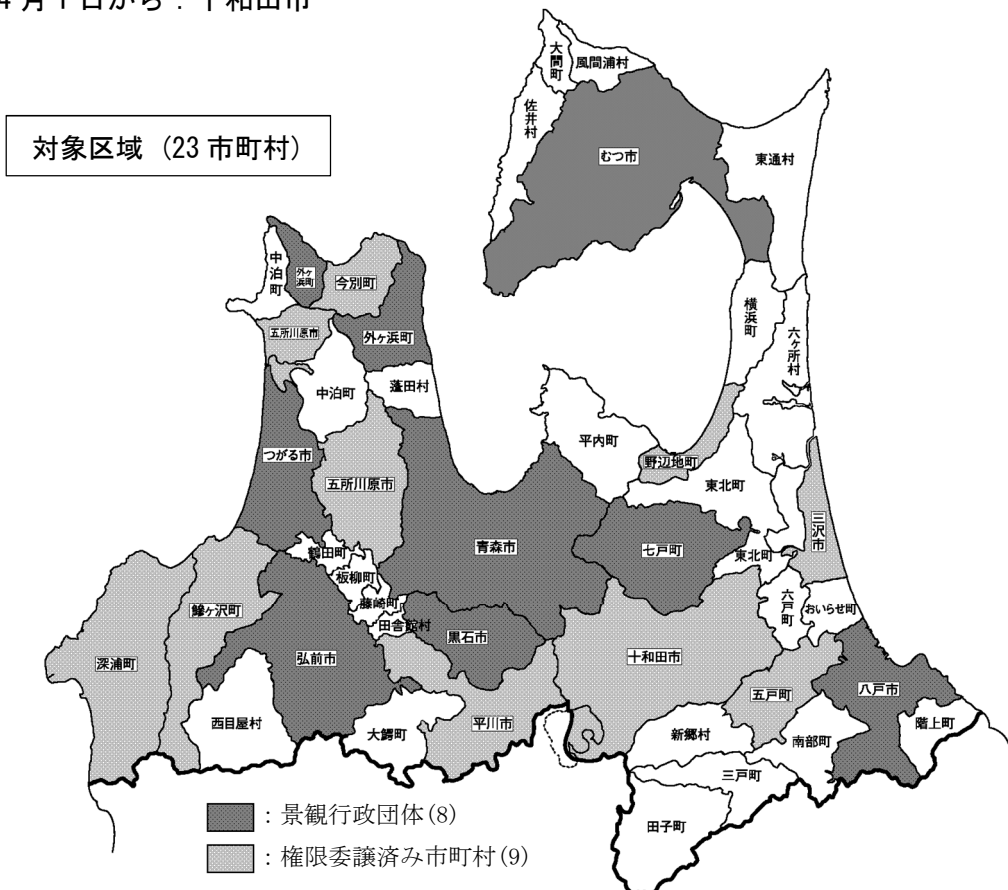 4月1日から：十和田市
対象区域（23市町村）
大間町
風間浦村
佐井村
むつ市
東通村
中泊町
外ヶ浜町
今別町
五所川原市
外ヶ浜町
横浜町
六ヶ所村
中泊町
蓬田村
平内町
野辺地町
つがる市
五所川原市
東北町
三沢市
青森市
七戸町
鶴田町
東北町
板柳町
六戸町
おいらせ町
藤崎町
鰺ヶ沢町
田舎館村
黒石市
深浦町
弘前市
十和田市
五戸町
八戸市
西目屋村
大鰐町
平川市
新郷村
南部町
階上町
三戸町
田子町
：景観行政団体(8)
：権限委譲済み市町村(9)